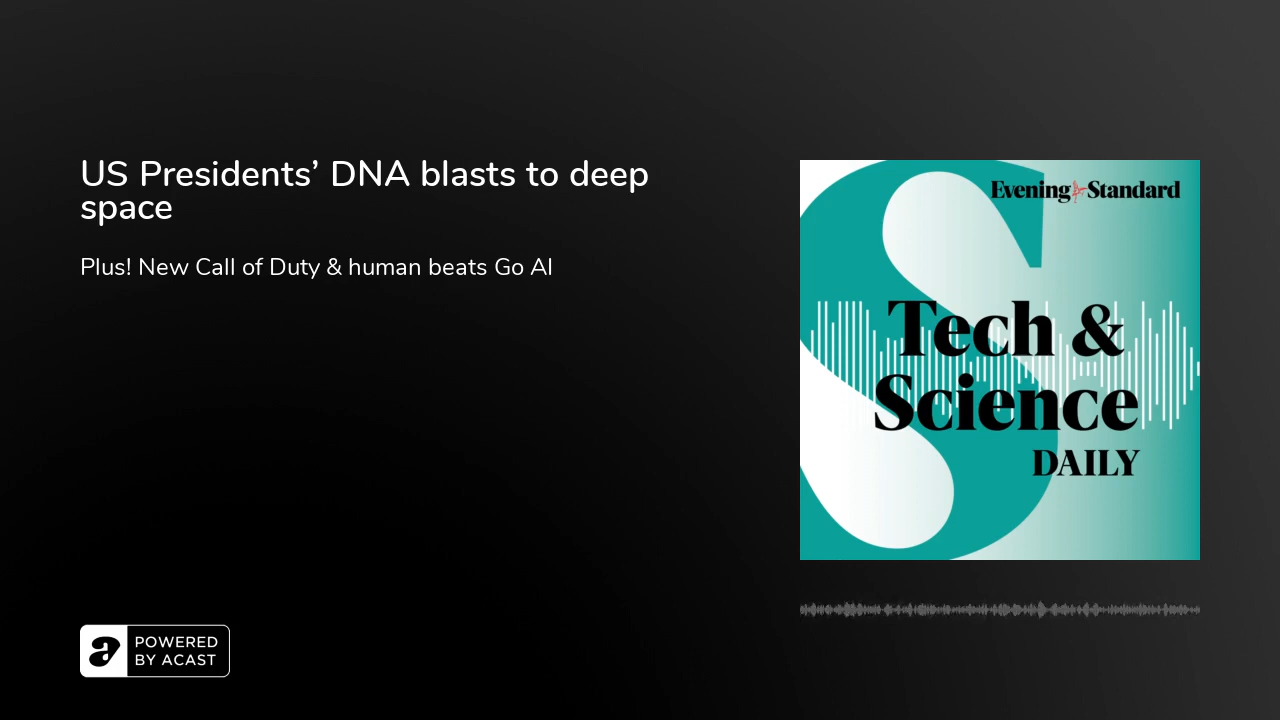 US Presidents’ DNA blasts to deep
space
Plus! New Call of Duty & human beats Go AI
Evening Standard
Tech &
Science
DAILY
POWERED
BY ACAST